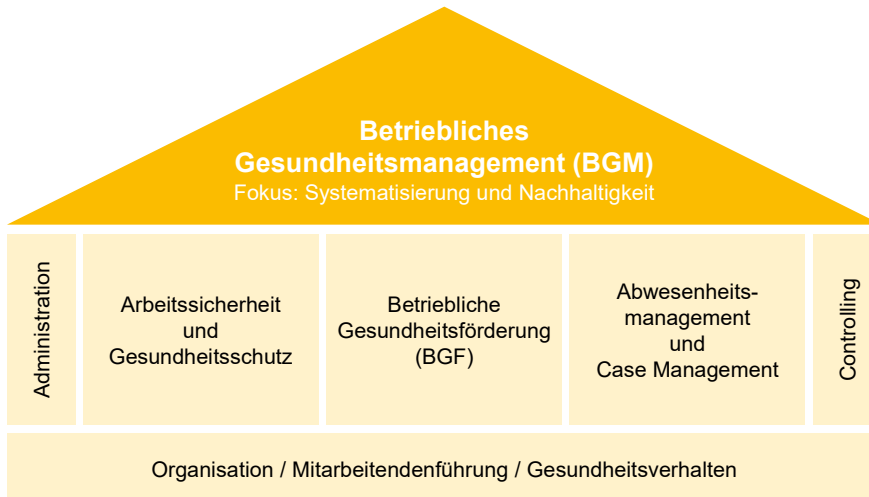 Betriebliches
Gesundheitsmanagement (BGM)
Fokus: Systematisierung und Nachhaltigkeit
Administration
Arbeitssicherheit
und
Gesundheitsschutz
Betriebliche
Gesundheitsförderung
(BGF)
Abwesenheits-
management
und
Case Management
Controlling
Organisation / Mitarbeitendenführung / Gesundheitsverhalten